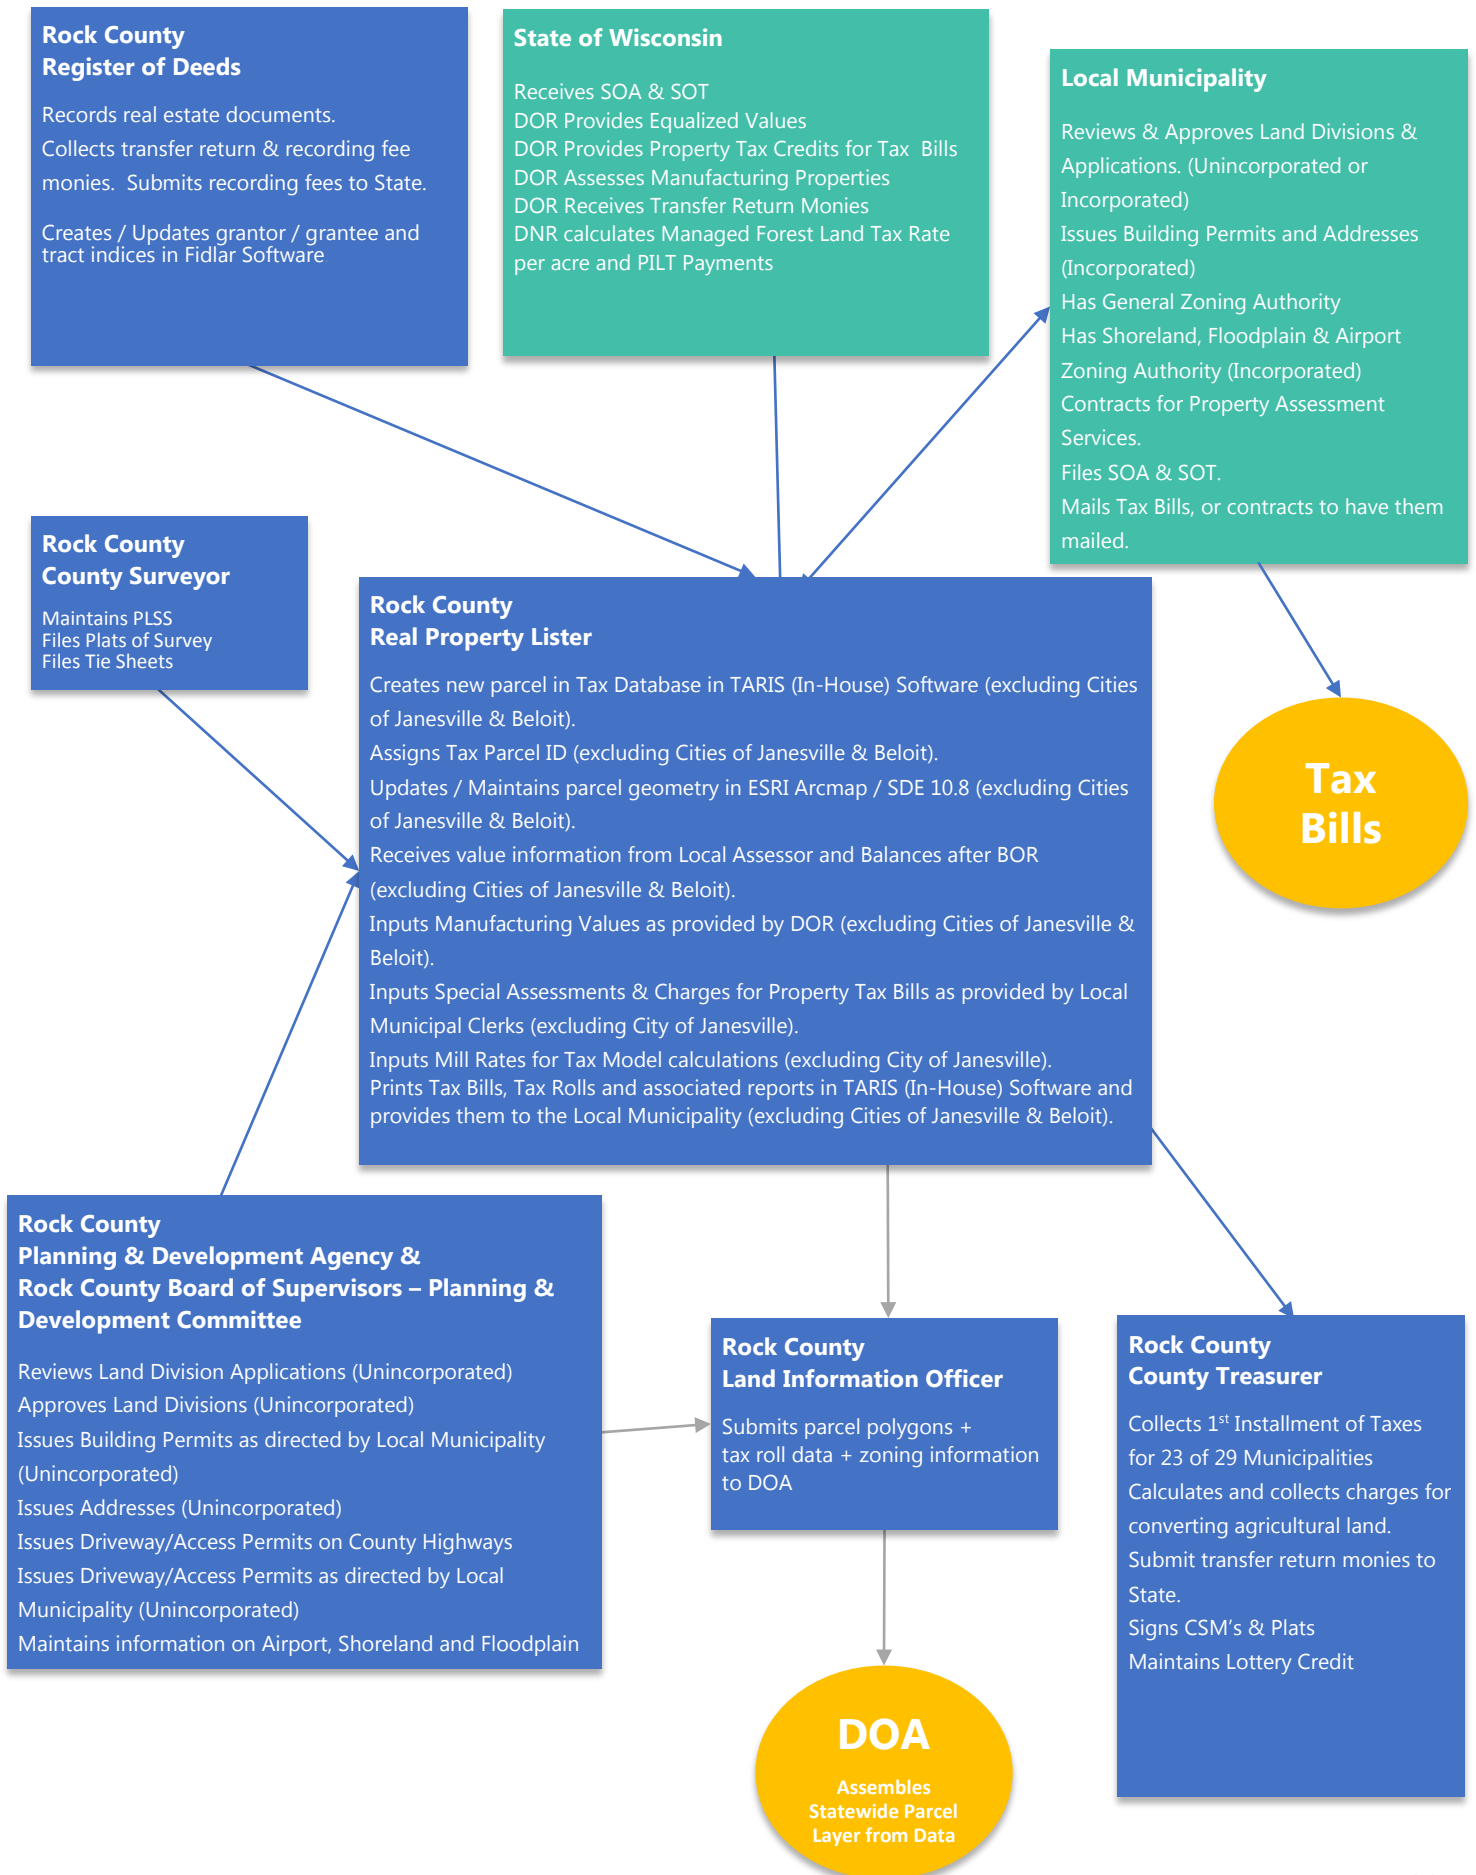 Rock County
Register of Deeds
Records real estate documents.
Collects transfer return & recording fee
monies.  Submits recording fees to State.
Creates / Updates grantor / grantee and
tract indices in Fidlar Software
State of Wisconsin
Receives SOA & SOT
DOR Provides Equalized Values
DOR Provides Property Tax Credits for Tax  Bills
DOR Assesses Manufacturing Properties
DOR Receives Transfer Return Monies
DNR calculates Managed Forest Land Tax Rate
per acre and PILT Payments
Local Municipality
Reviews & Approves Land Divisions &
Applications. (Unincorporated or
Incorporated)
Issues Building Permits and Addresses
(Incorporated)
Has General Zoning Authority
Has Shoreland, Floodplain & Airport
Zoning Authority (Incorporated)
Contracts for Property Assessment
Services.
Files SOA & SOT.
Mails Tax Bills, or contracts to have them
mailed.
Rock County
County Surveyor
Maintains PLSS
Files Plats of Survey
Files Tie Sheets
Rock County
Real Property Lister
Creates new parcel in Tax Database in TARIS (In-House) Software (excluding Cities
of Janesville & Beloit).
Assigns Tax Parcel ID (excluding Cities of Janesville & Beloit).
Updates / Maintains parcel geometry in ESRI Arcmap / SDE 10.8 (excluding Cities
of Janesville & Beloit).
Receives value information from Local Assessor and Balances after BOR
(excluding Cities of Janesville & Beloit).
Inputs Manufacturing Values as provided by DOR (excluding Cities of Janesville &
Beloit).
Inputs Special Assessments & Charges for Property Tax Bills as provided by Local
Municipal Clerks (excluding City of Janesville).
Inputs Mill Rates for Tax Model calculations (excluding City of Janesville).
Prints Tax Bills, Tax Rolls and associated reports in TARIS (In-House) Software and
provides them to the Local Municipality (excluding Cities of Janesville & Beloit).
Tax
Bills
Rock County
Planning & Development Agency &
Rock County Board of Supervisors – Planning &
Development Committee
Reviews Land Division Applications (Unincorporated)
Approves Land Divisions (Unincorporated)
Issues Building Permits as directed by Local Municipality
(Unincorporated)
Issues Addresses (Unincorporated)
Issues Driveway/Access Permits on County Highways
Issues Driveway/Access Permits as directed by Local
Municipality (Unincorporated)
Maintains information on Airport, Shoreland and Floodplain
Rock County
Land Information Officer
Submits parcel polygons +
tax roll data + zoning information
to DOA
Rock County
County Treasurer
Collects 1st Installment of Taxes
for 23 of 29 Municipalities
Calculates and collects charges for
converting agricultural land.
Submit transfer return monies to
State.
Signs CSM's & Plats
Maintains Lottery Credit
DOA
Assembles
Statewide Parcel
Layer from Data